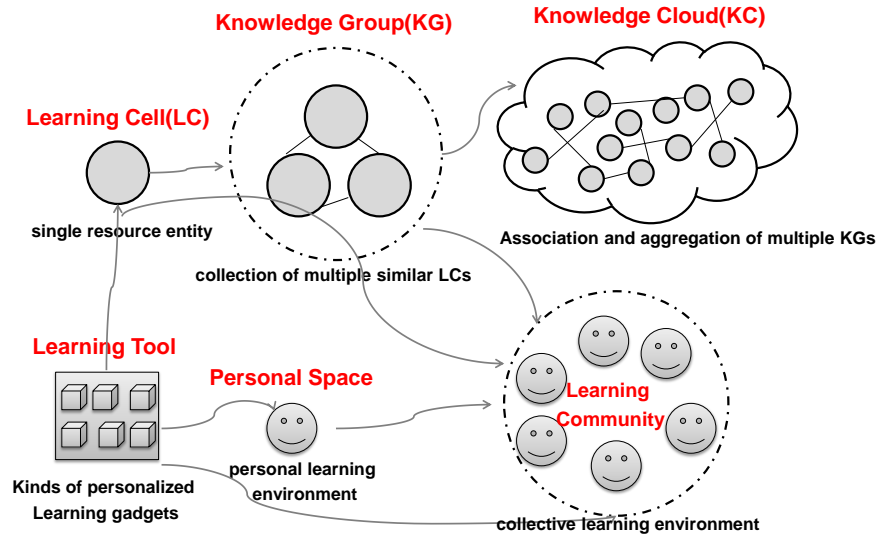 Knowledge Group(KG)
Knowledge Cloud(KC)
Learning Cell(LC)
single resource entity
collection of multiple similar LCs
Association and aggregation of multiple KGs
Learning Tool
Personal Space
Learning
Community
personal learning
environment
Kinds of personalized
Learning gadgets
collective learning environment